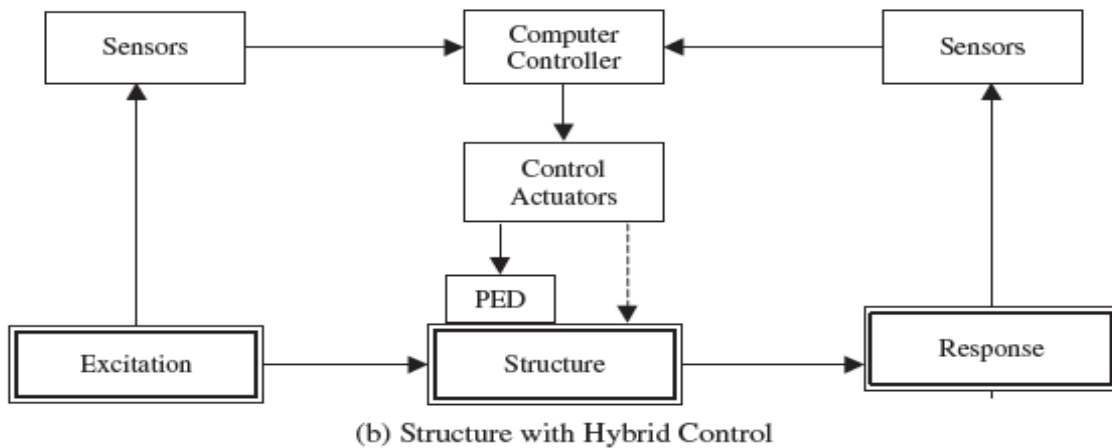 Sensors
Computer
Controller
Sensors
Control
Actuators
PED
Excitation
Structure
Response
(b) Structure with Hybrid Control